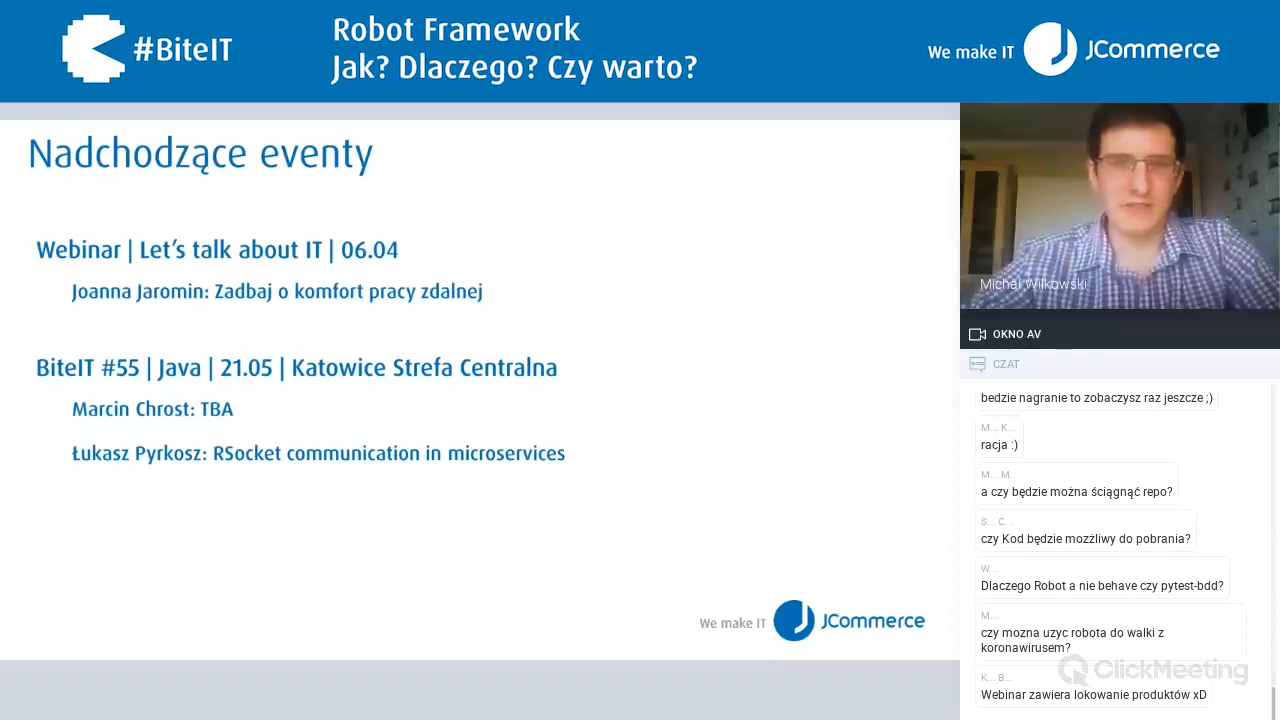 #BiteIT
Robot Framework
Jak? Dlaczego? Czy warto?
We make IT JCommerce
Nadchodzące eventy
Webinar | Let's talk about IT | 06.04
Joanna Jaromin: Zadbaj o komfort pracy zdalnej
BiteIT #55 | Java | 21.05 | Katowice Strefa Centralna
Marcin Chrost: TBA
Łukasz Pyrkosz: RSocket communication in microservices
We make IT JCommerce
Michał Wilkowski
OKNO AV
CZAT
bedzie nagranie to zobaczysz raz jeszcze ;)
M... K...
racja :)
M... M...
a czy będzie można ściągnąć repo?
S... C...
czy Kod będzie mozżliwy do pobrania?
W...
Dlaczego Robot a nie behave czy pytest-bdd?
M...
czy mozna uzyc robota do walki z
koronawirusem?
ClickMeeting
K... B...
Webinar zawiera lokowanie produktów xD